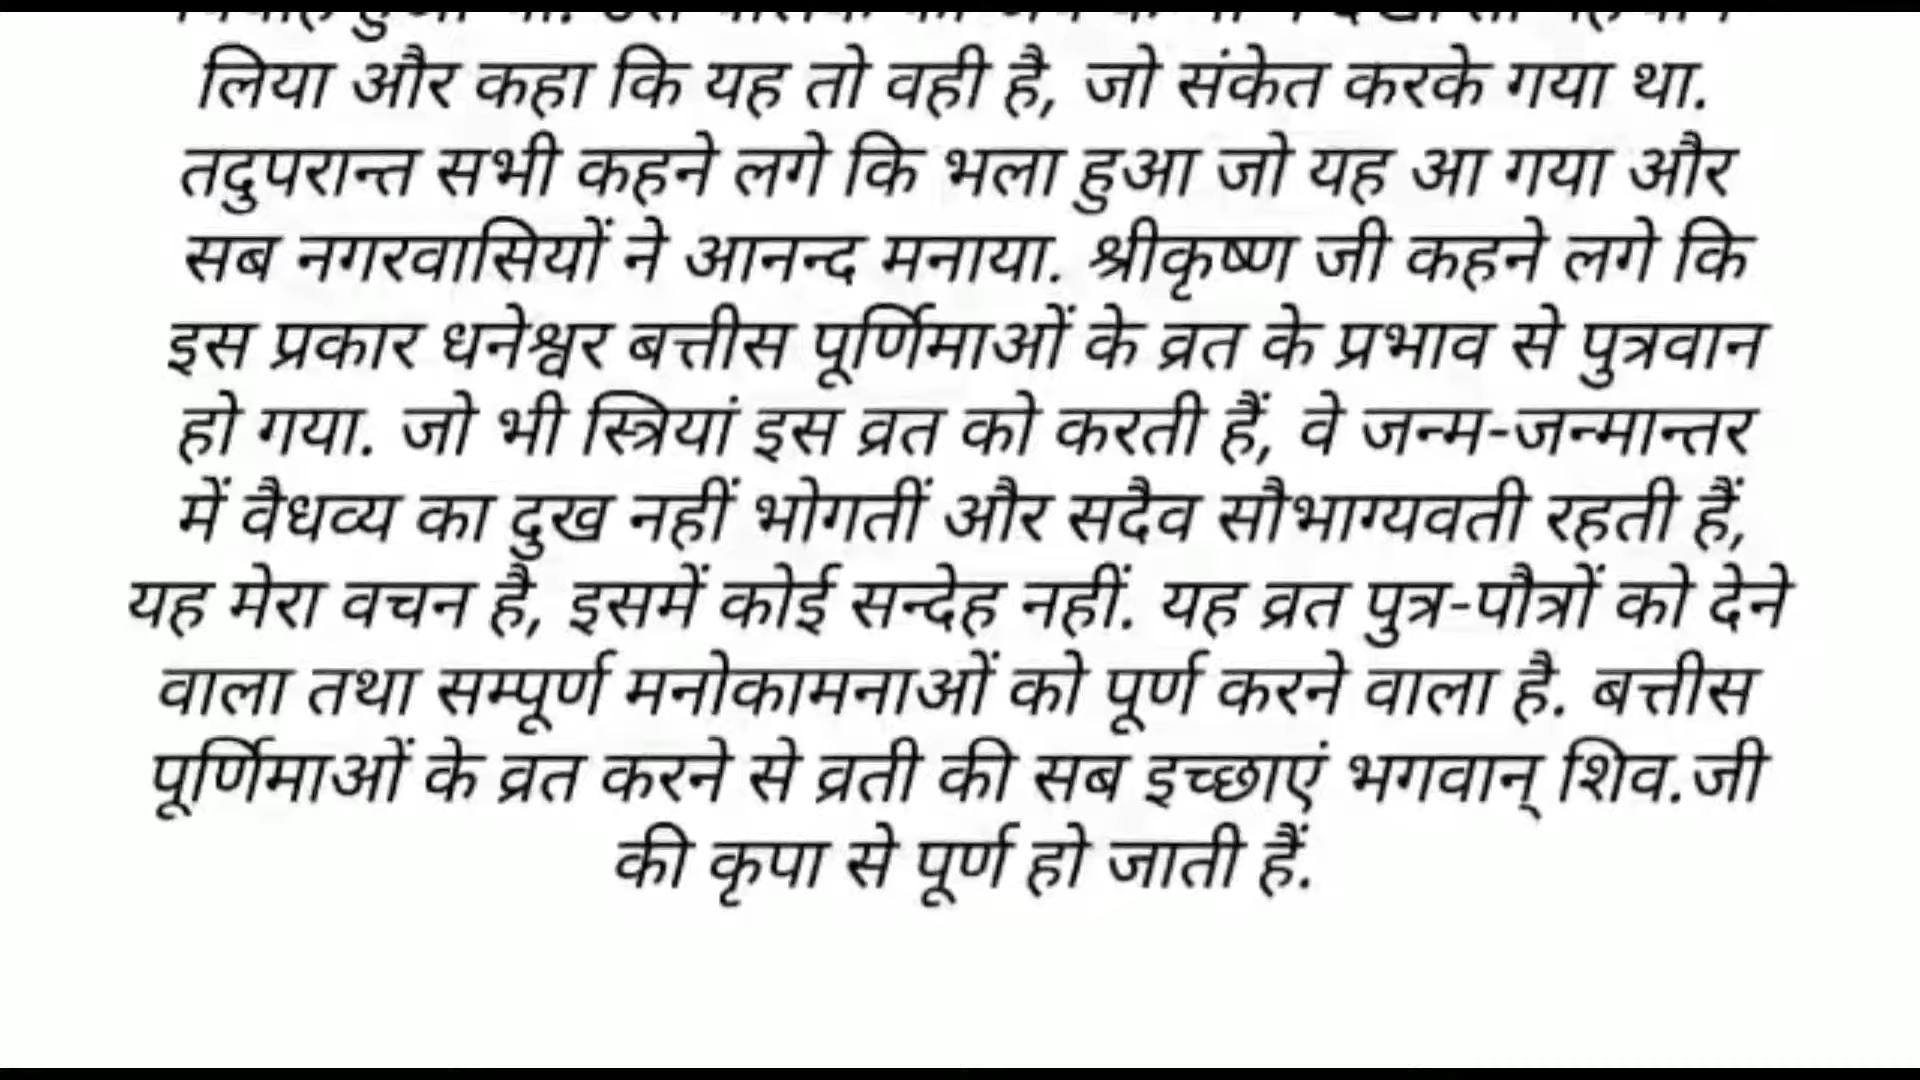 लिया और कहा कि यह तो वही है, जो संकेत करके गया था.
तदुपरान्त सभी कहने लगे कि भला हुआ जो यह आ गया और
सब नगरवासियों ने आनन्द मनाया. श्रीकृष्ण जी कहने लगे कि
इस प्रकार धनेश्वर बत्तीस पूर्णिमाओं के व्रत के प्रभाव से पुत्रवान
हो गया. जो भी स्त्रियां इस व्रत को करती हैं, वे जन्म-जन्मान्तर
में वैधव्य का दुख नहीं भोगतीं और सदैव सौभाग्यवती रहती हैं,
यह मेरा वचन है, इसमें कोई सन्देह नहीं. यह व्रत पुत्र-पौत्रों को देने
वाला तथा सम्पूर्ण मनोकामनाओं को पूर्ण करने वाला है. बत्तीस
पूर्णिमाओं के व्रत करने से व्रती की सब इच्छाएं भगवान् शिव.जी
की कृपा से पूर्ण हो जाती हैं.